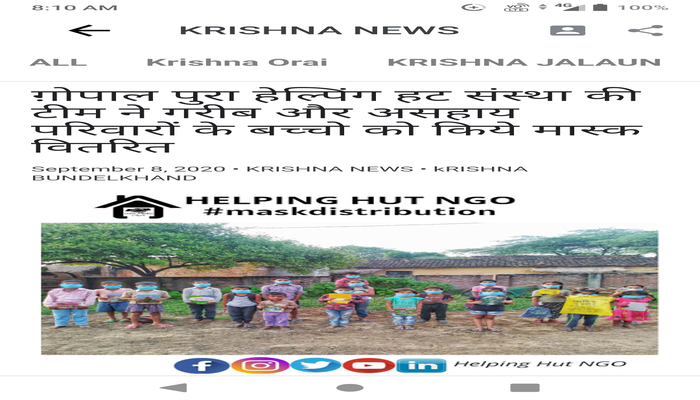 8:10 AM 4G 100%
KRISHNA NEWS
ALL Krishna Orai KRISHNA JALAUN
ग़ोपाल पुरा हेल्पिंग हट संस्था की
टीम ने गरीब और असहाय
परिवारों के बच्चो को किये मास्क
वितरित
September 8, 2020 • KRISHNA NEWS • kRISHNA
BUNDELKHAND
HELPING HUT NGO
#maskdistribution
Helping Hut NGO